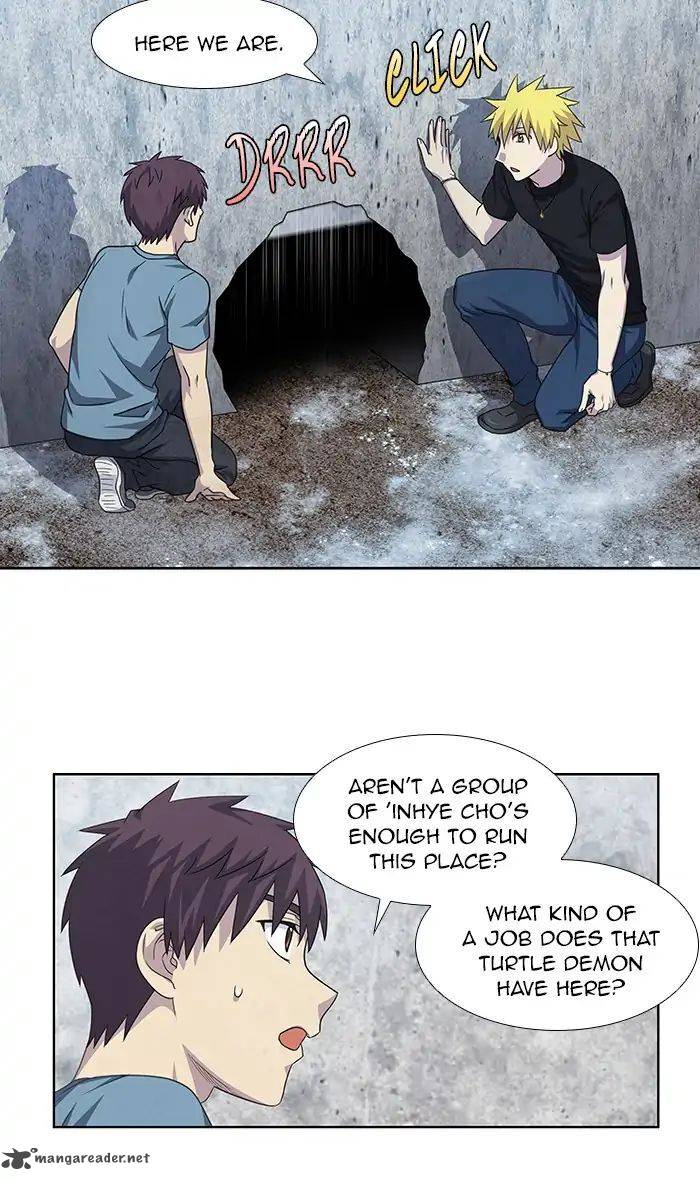 HERE WE ARE.
CLICK
DRRR
AREN'T A GROUP
OF 'INHYE CHO'S
ENOUGH TO RUN
THIS PLACE?
WHAT KIND OF
A JOB DOES THAT
TURTLE DEMON
HAVE HERE?
mangareader.net